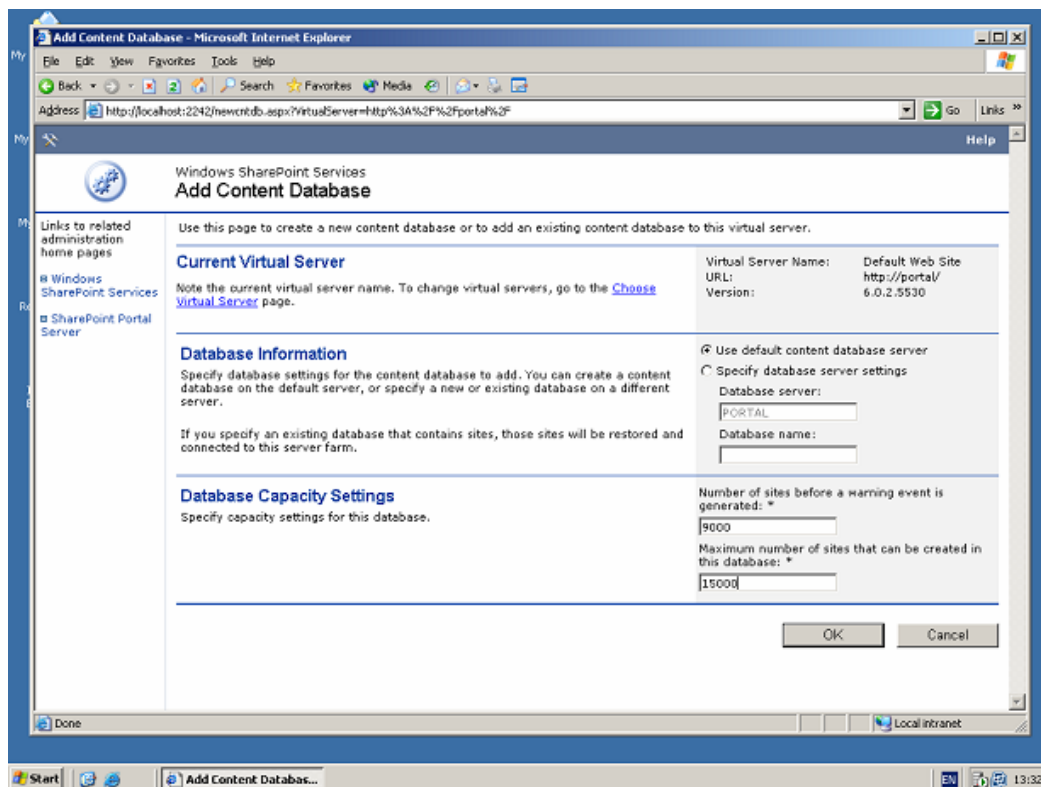 Add Content Database - Microsoft Internet Explorer
File Edit View Favorites Tools Help
Back Search Favorites Media
Address http://localhost:2242/newcntdb.aspx?VirtualServer=http%3A%2F%2Fportal%2F Go Links »
Help
Windows SharePoint Services
Add Content Database
Links to related
administration
home pages
Windows
SharePoint Services
SharePoint Portal
Server
Use this page to create a new content database or to add an existing content database to this virtual server.
Current Virtual Server
Note the current virtual server name. To change virtual servers, go to the Choose
Virtual Server page.
Virtual Server Name: Default Web Site
URL: http://portal/
Version: 6.0.2.5530
Database Information
Specify database settings for the content database to add. You can create a content
database on the default server, or specify a new or existing database on a different
server.
If you specify an existing database that contains sites, those sites will be restored and
connected to this server farm.
Use default content database server
Specify database server settings
Database server:
PORTAL
Database name:
Database Capacity Settings
Specify capacity settings for this database.
Number of sites before a warning event is
generated: *
9000
Maximum number of sites that can be created in
this database: *
15000
OK Cancel
Done Local intranet
My
My
My
Start Add Content Databas... EN 13:32